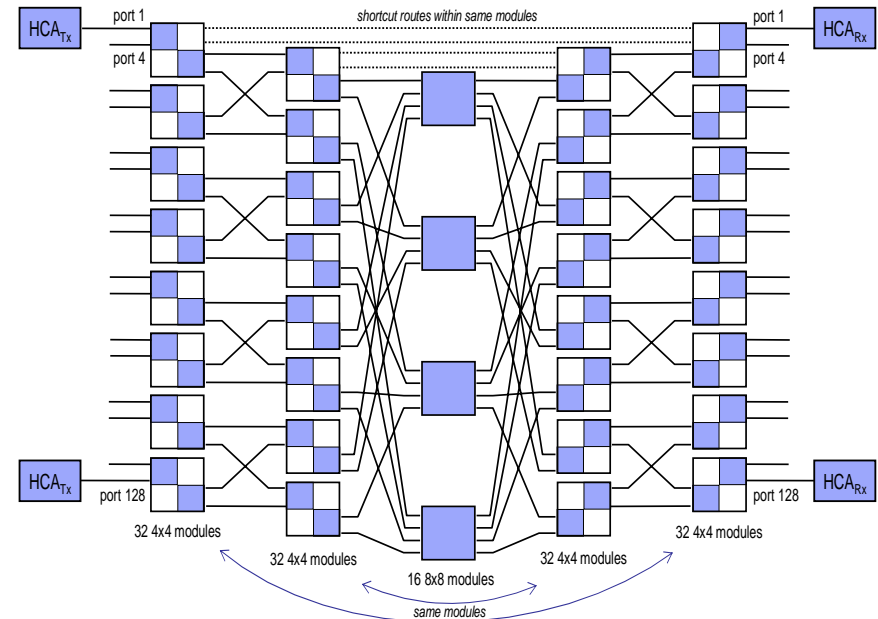 port 1
shortcut routes within same modules
port 1
HCATx
HCARx
port 4
port 4
HCATx
HCARx
port 128
port 128
32 4x4 modules
32 4x4 modules
32 4x4 modules
32 4x4 modules
16 8x8 modules
same modules